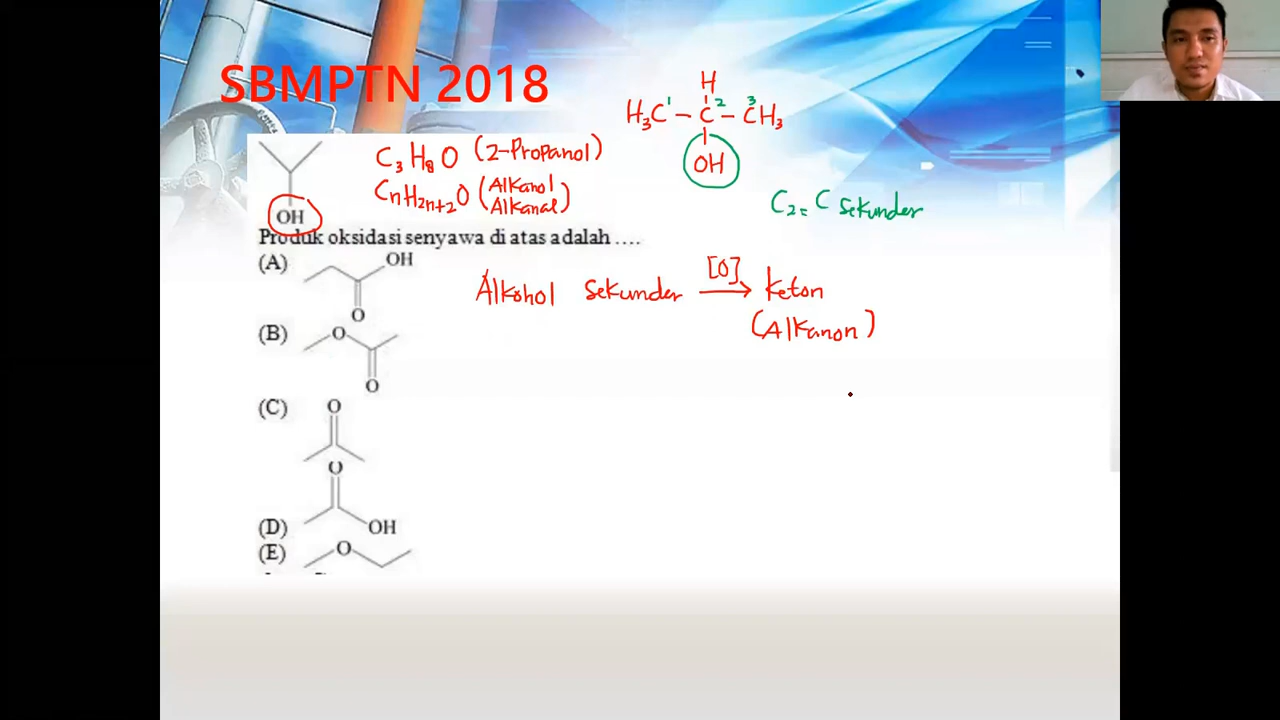 SBMPTN 2018
H
H₃C¹ – C² – C³H₃
OH
C₃H₈O (2-Propanol)
CnH2n+2O (Alkanol
Alkanal)
C₂ = C Sekunder
OH
Produk oksidasi senyawa di atas adalah ....
(A)
OH
O
Alkohol Sekunder [O] → keton
(Alkanon)
(B)
O
O
(C)
O
O
(D)
OH
(E)
O